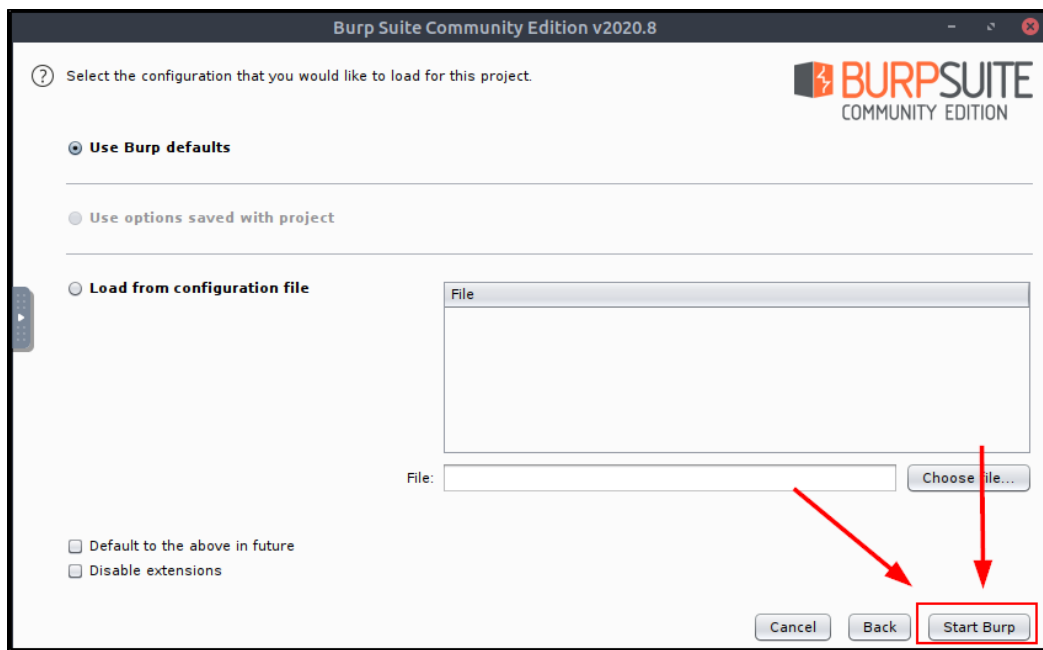 Burp Suite Community Edition v2020.8
? Select the configuration that you would like to load for this project.
BURPSUITE
COMMUNITY EDITION
Use Burp defaults
Use options saved with project
Load from configuration file
File
File:
Choose file...
Default to the above in future
Disable extensions
Cancel Back Start Burp